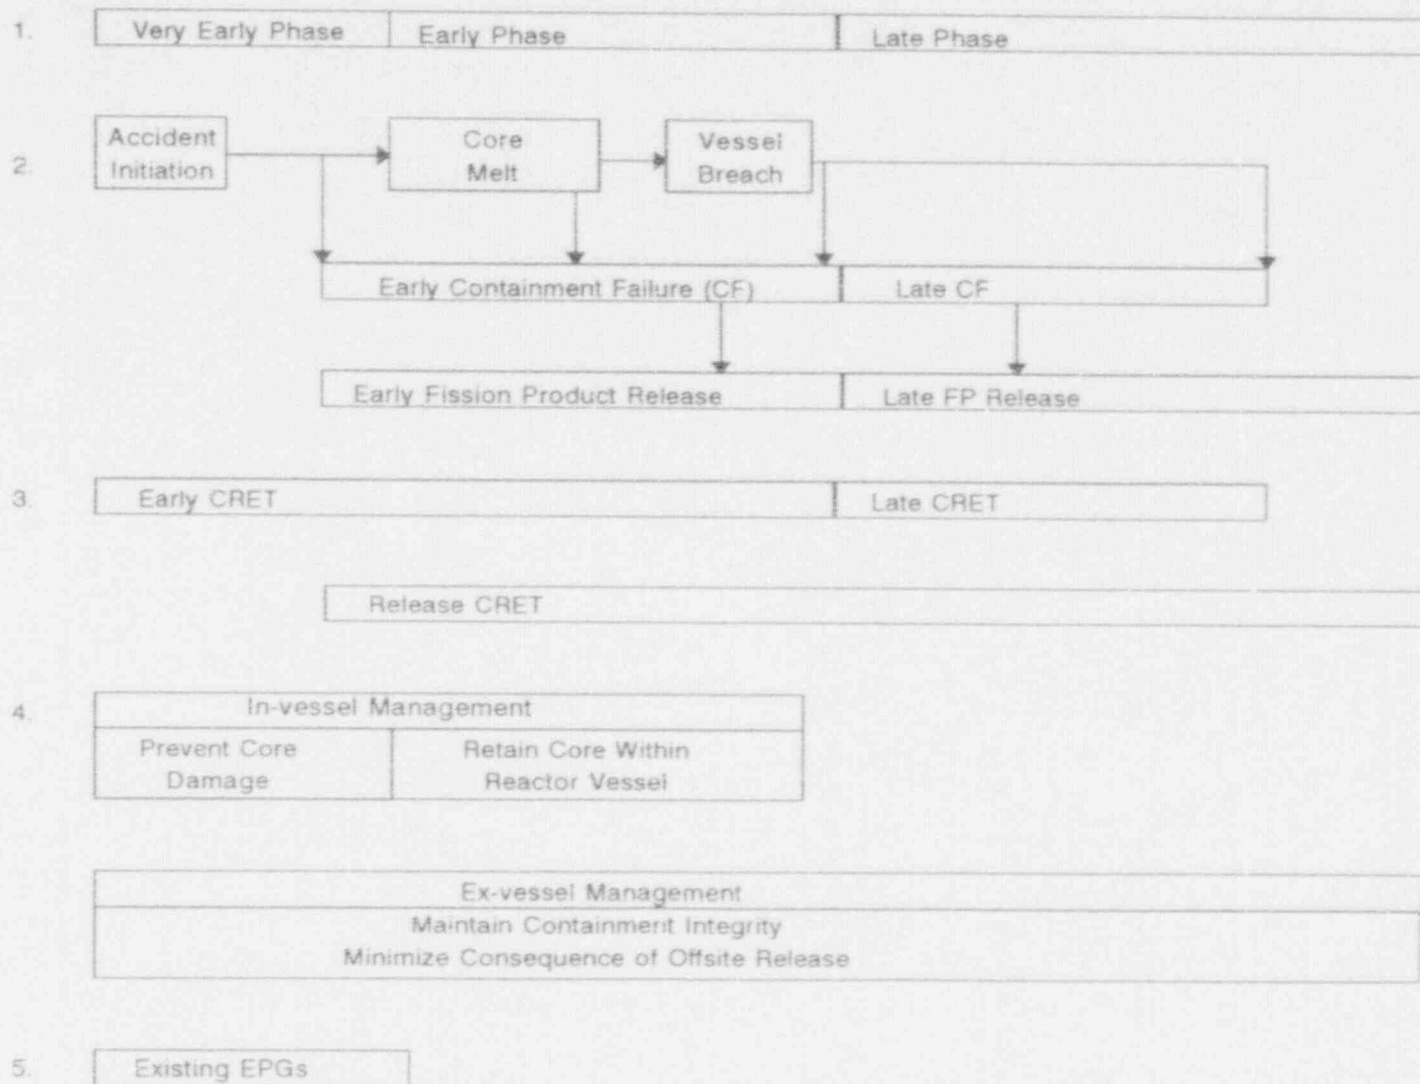 1. Very Early Phase Early Phase Late Phase
Accident Core Vessel
2. Initiation Melt Breach
Early Containment Failure (CF) Late CF
Early Fission Product Release Late FP Release
3. Early CRET Late CRET
Release CRET
4. In-vessel Management
Prevent Core Retain Core Within
Damage Reactor Vessel
Ex-vessel Management
Maintain Containment Integrity
Minimize Consequence of Offsite Release
5. Existing EPGs